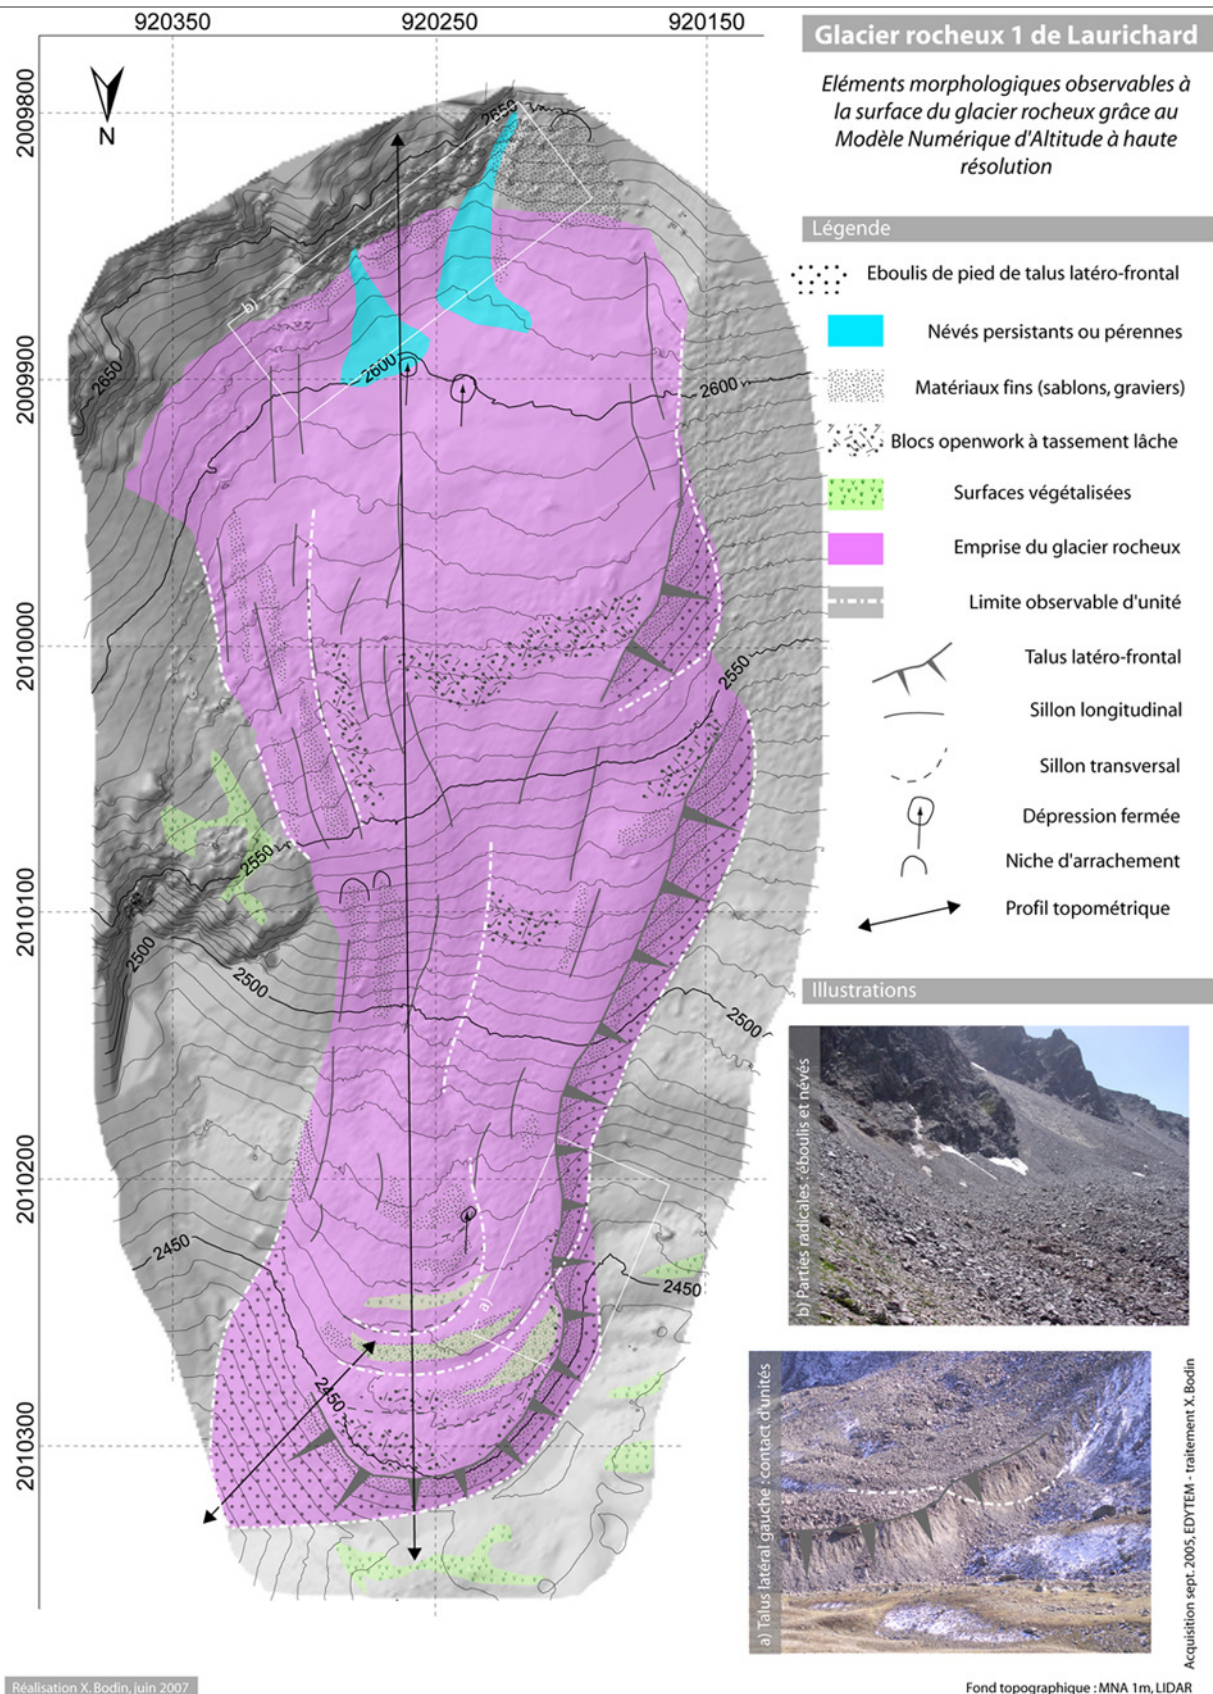 920350
920250
920150
Glacier rocheux 1 de Laurichard
Eléments morphologiques observables à
la surface du glacier rocheux grâce au
Modèle Numérique d'Altitude à haute
résolution
Légende
Eboulis de pied de talus latéro-frontal
Névés persistants ou pérennes
Matériaux fins (sablons, graviers)
Blocs openwork à tassement lâche
Surfaces végétalisées
Emprise du glacier rocheux
Limite observable d'unité
Talus latéro-frontal
Sillon longitudinal
Sillon transversal
Dépression fermée
Niche d'arrachement
Profil topométrique
Illustrations
b) Parties radicales : éboulis et névés
a) Talus latéral gauche : contact d'unités
Acquisition sept. 2005, EDYTEM - traitement X. Bodin
N
2009800
2009900
2010000
2010100
2010200
2010300
2650
b)
2650
2600
2600
2550
2550
2500
2500
2500
2450
2450
a)
2450
Réalisation X. Bodin, juin 2007
Fond topographique : MNA 1m, LIDAR